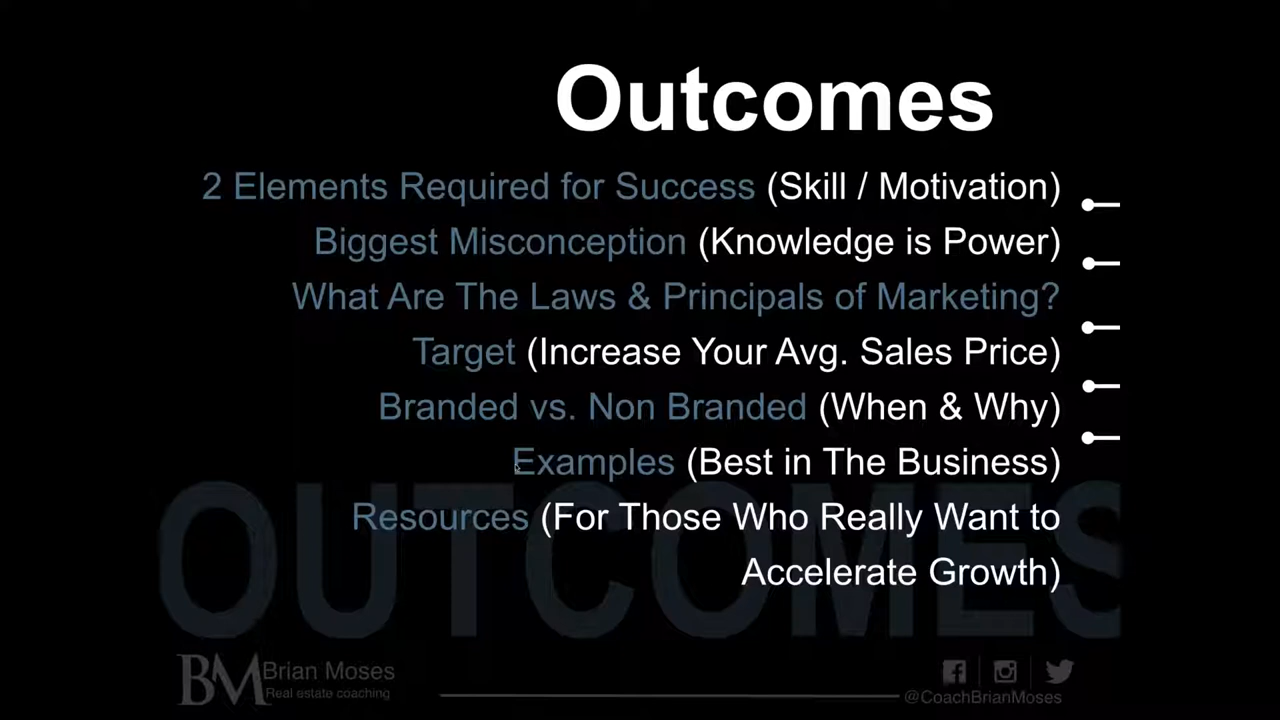 Outcomes
2 Elements Required for Success (Skill / Motivation)
Biggest Misconception (Knowledge is Power)
What Are The Laws & Principals of Marketing?
Target (Increase Your Avg. Sales Price)
Branded vs. Non Branded (When & Why)
Examples (Best in The Business)
Resources (For Those Who Really Want to
Accelerate Growth)
OUTCOMES
BM Brian Moses
Real estate coaching
@CoachBrianMoses